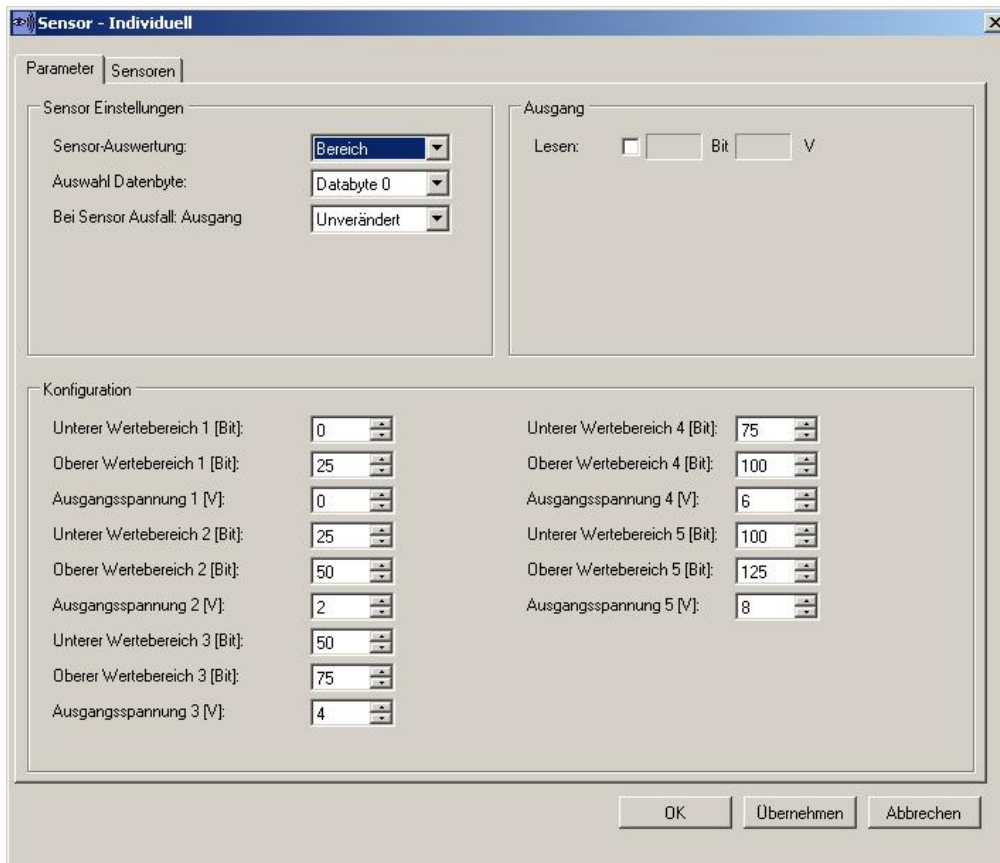 Sensor - Individuell
Parameter
Sensoren
Sensor Einstellungen
Sensor-Auswertung: Bereich
Auswahl Datenbyte: Databyte 0
Bei Sensor Ausfall: Ausgang Unverändert
Ausgang
Lesen: Bit V
Konfiguration
Unterer Wertebereich 1 [Bit]: 0
Oberer Wertebereich 1 [Bit]: 25
Ausgangsspannung 1 [V]: 0
Unterer Wertebereich 2 [Bit]: 25
Oberer Wertebereich 2 [Bit]: 50
Ausgangsspannung 2 [V]: 2
Unterer Wertebereich 3 [Bit]: 50
Oberer Wertebereich 3 [Bit]: 75
Ausgangsspannung 3 [V]: 4
Unterer Wertebereich 4 [Bit]: 75
Oberer Wertebereich 4 [Bit]: 100
Ausgangsspannung 4 [V]: 6
Unterer Wertebereich 5 [Bit]: 100
Oberer Wertebereich 5 [Bit]: 125
Ausgangsspannung 5 [V]: 8
OK
Übernehmen
Abbrechen